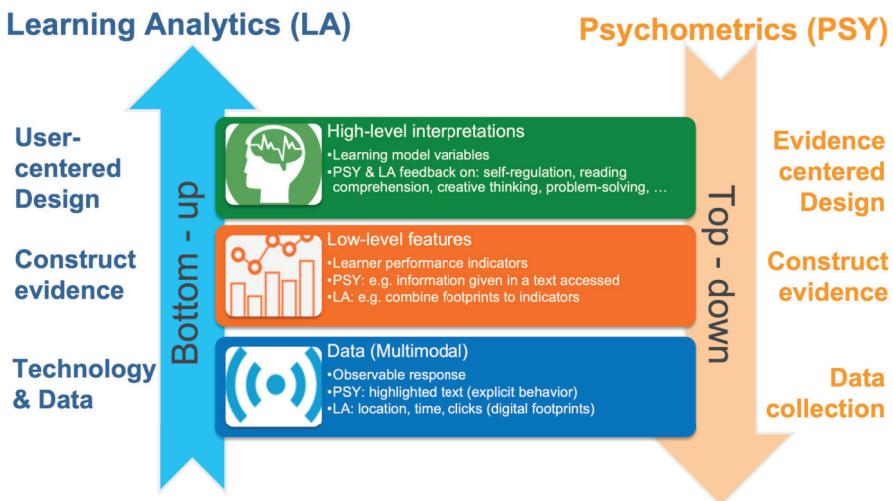 Learning Analytics (LA)
Psychometrics (PSY)
User-
centered
Design
Construct
evidence
Technology
& Data
Bottom - up
High-level interpretations
•Learning model variables
•PSY & LA feedback on: self-regulation, reading
comprehension, creative thinking, problem-solving, …
Low-level features
•Learner performance indicators
•PSY: e.g. information given in a text accessed
•LA: e.g. combine footprints to indicators
Data (Multimodal)
•Observable response
•PSY: highlighted text (explicit behavior)
•LA: location, time, clicks (digital footprints)
Top - down
Evidence
centered
Design
Construct
evidence
Data
collection